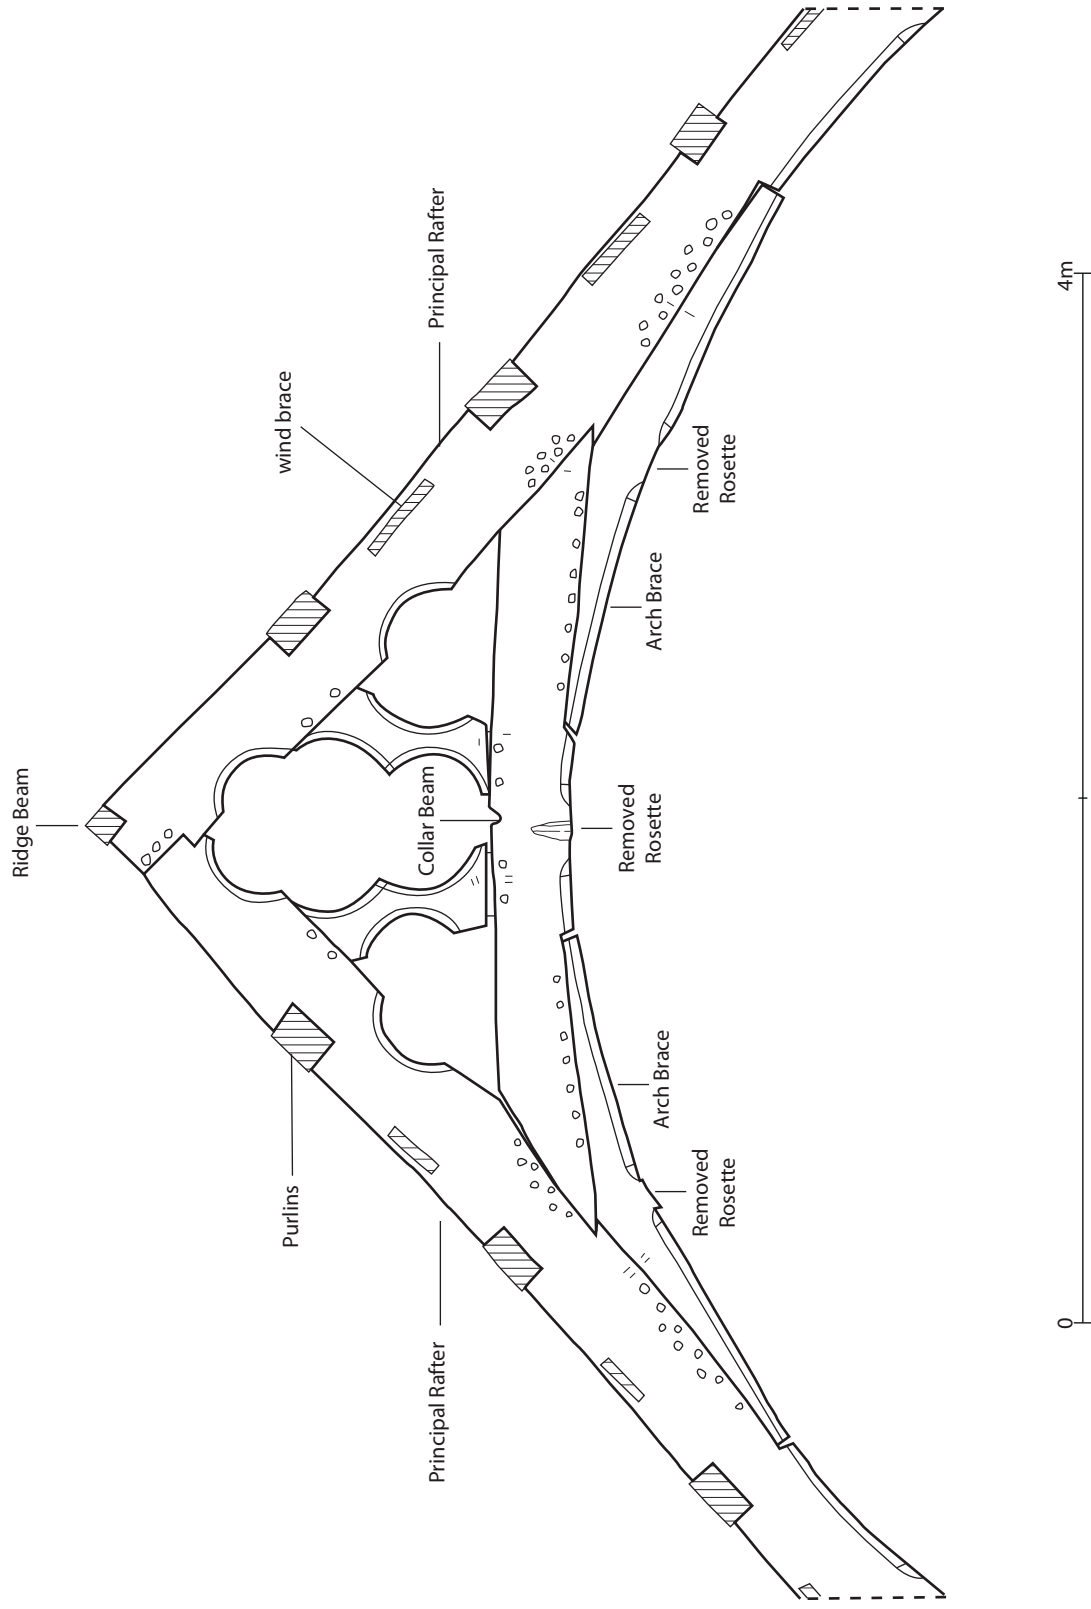 Ridge Beam
Purlins
wind brace
Principal Rafter
Collar Beam
Principal Rafter
Removed
Rosette
Arch Brace
Arch Brace
Removed
Rosette
Removed
Rosette
0
4m